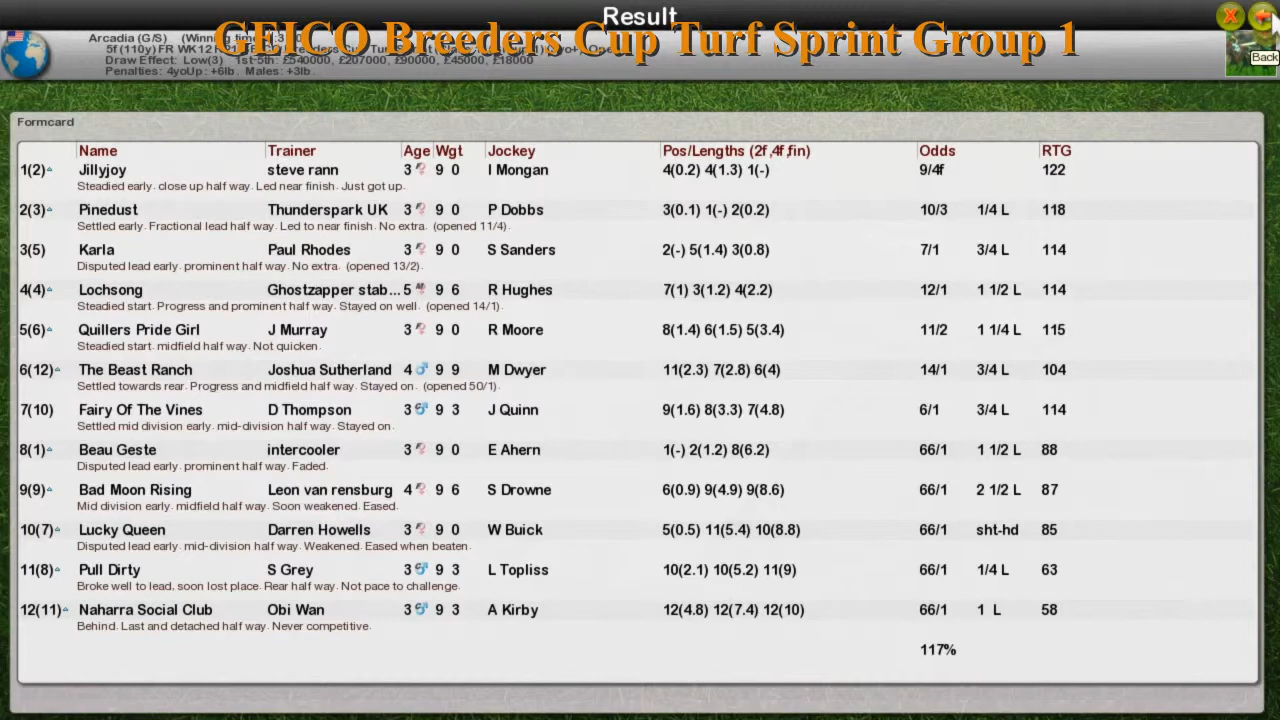 Result
GEICO Breeders Cup Turf Sprint Group 1
Arcadia (G/S) (Winning
5f (110y) FR WK12
Draw Effect: Low(3) 1st-5th: £540000, £207000, £90000, £45000, £18000
Penalties: 4yoUp: +6lb. Males: +3lb.
Back
Formcard
Name Trainer Age Wgt Jockey Pos/Lengths (2f,4f,fin) Odds RTG
1(2) Jillyjoy steve rann 3 9 0 I Mongan 4(0.2) 4(1.3) 1(-) 9/4f 122
Steadied early. close up half way. Led near finish. Just got up.
2(3) Pinedust Thunderspark UK 3 9 0 P Dobbs 3(0.1) 1(-) 2(0.2) 10/3 1/4 L 118
Settled early. Fractional lead half way. Led to near finish. No extra. (opened 11/4).
3(5) Karla Paul Rhodes 3 9 0 S Sanders 2(-) 5(1.4) 3(0.8) 7/1 3/4 L 114
Disputed lead early. prominent half way. No extra. (opened 13/2).
4(4) Lochsong Ghostzapper stab... 5 9 6 R Hughes 7(1) 3(1.2) 4(2.2) 12/1 1 1/2 L 114
Steadied start. Progress and prominent half way. Stayed on well. (opened 14/1).
5(6) Quillers Pride Girl J Murray 3 9 0 R Moore 8(1.4) 6(1.5) 5(3.4) 11/2 1 1/4 L 115
Steadied start. midfield half way. Not quicken.
6(12) The Beast Ranch Joshua Sutherland 4 9 9 M Dwyer 11(2.3) 7(2.8) 6(4) 14/1 3/4 L 104
Settled towards rear. Progress and midfield half way. Stayed on. (opened 50/1).
7(10) Fairy Of The Vines D Thompson 3 9 3 J Quinn 9(1.6) 8(3.3) 7(4.8) 6/1 3/4 L 114
Settled mid division early. mid-division half way. Stayed on.
8(1) Beau Geste intercooler 3 9 0 E Ahern 1(-) 2(1.2) 8(6.2) 66/1 1 1/2 L 88
Disputed lead early. prominent half way. Faded.
9(9) Bad Moon Rising Leon van rensburg 4 9 6 S Drowne 6(0.9) 9(4.9) 9(8.6) 66/1 2 1/2 L 87
Mid division early. midfield half way. Soon weakened. Eased.
10(7) Lucky Queen Darren Howells 3 9 0 W Buick 5(0.5) 11(5.4) 10(8.8) 66/1 sht-hd 85
Disputed lead early. mid-division half way. Weakened. Eased when beaten.
11(8) Pull Dirty S Grey 3 9 3 L Topliss 10(2.1) 10(5.2) 11(9) 66/1 1/4 L 63
Broke well to lead, soon lost place. Rear half way. Not pace to challenge.
12(11) Naharra Social Club Obi Wan 3 9 3 A Kirby 12(4.8) 12(7.4) 12(10) 66/1 1 L 58
Behind. Last and detached half way. Never competitive.
117%